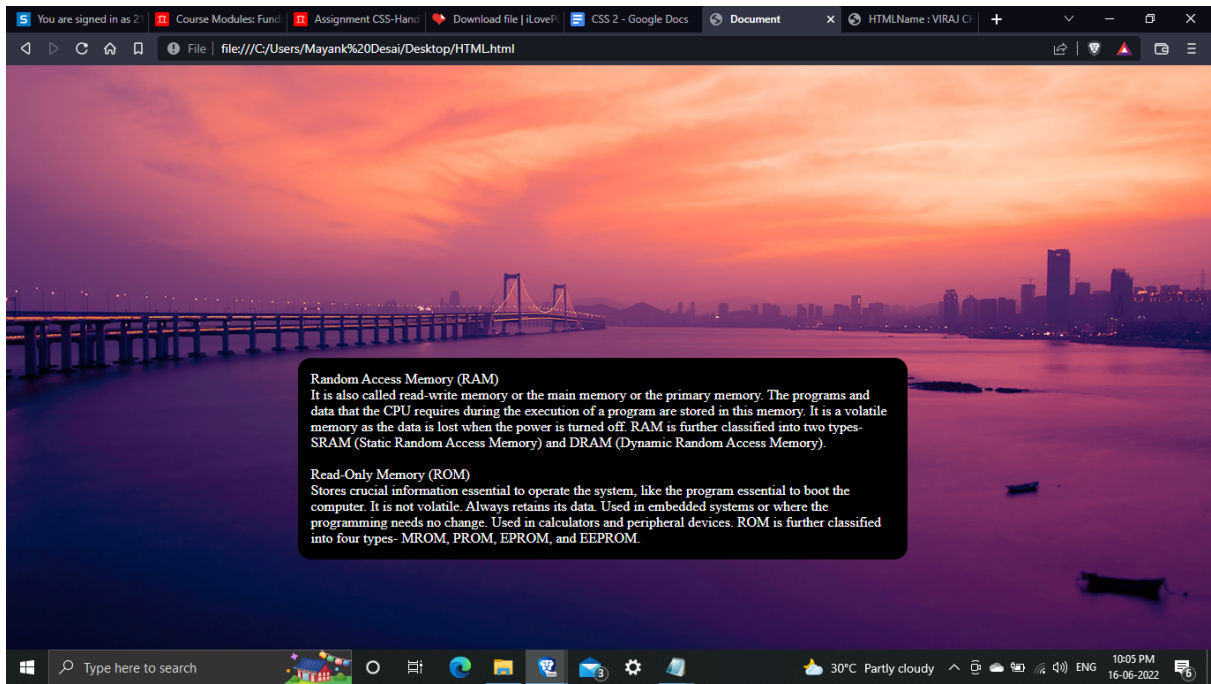 You are signed in as 21
Course Modules: Funda
Assignment CSS-Hand
Download file | iLovePD
CSS 2 - Google Docs
Document
HTMLName : VIRAJ CH
File
file:///C:/Users/Mayank%20Desai/Desktop/HTML.html
Random Access Memory (RAM)
It is also called read-write memory or the main memory or the primary memory. The programs and
data that the CPU requires during the execution of a program are stored in this memory. It is a volatile
memory as the data is lost when the power is turned off. RAM is further classified into two types-
SRAM (Static Random Access Memory) and DRAM (Dynamic Random Access Memory).
Read-Only Memory (ROM)
Stores crucial information essential to operate the system, like the program essential to boot the
computer. It is not volatile. Always retains its data. Used in embedded systems or where the
programming needs no change. Used in calculators and peripheral devices. ROM is further classified
into four types- MROM, PROM, EPROM, and EEPROM.
Type here to search
3
30°C Partly cloudy
ENG
10:05 PM
16-06-2022
6